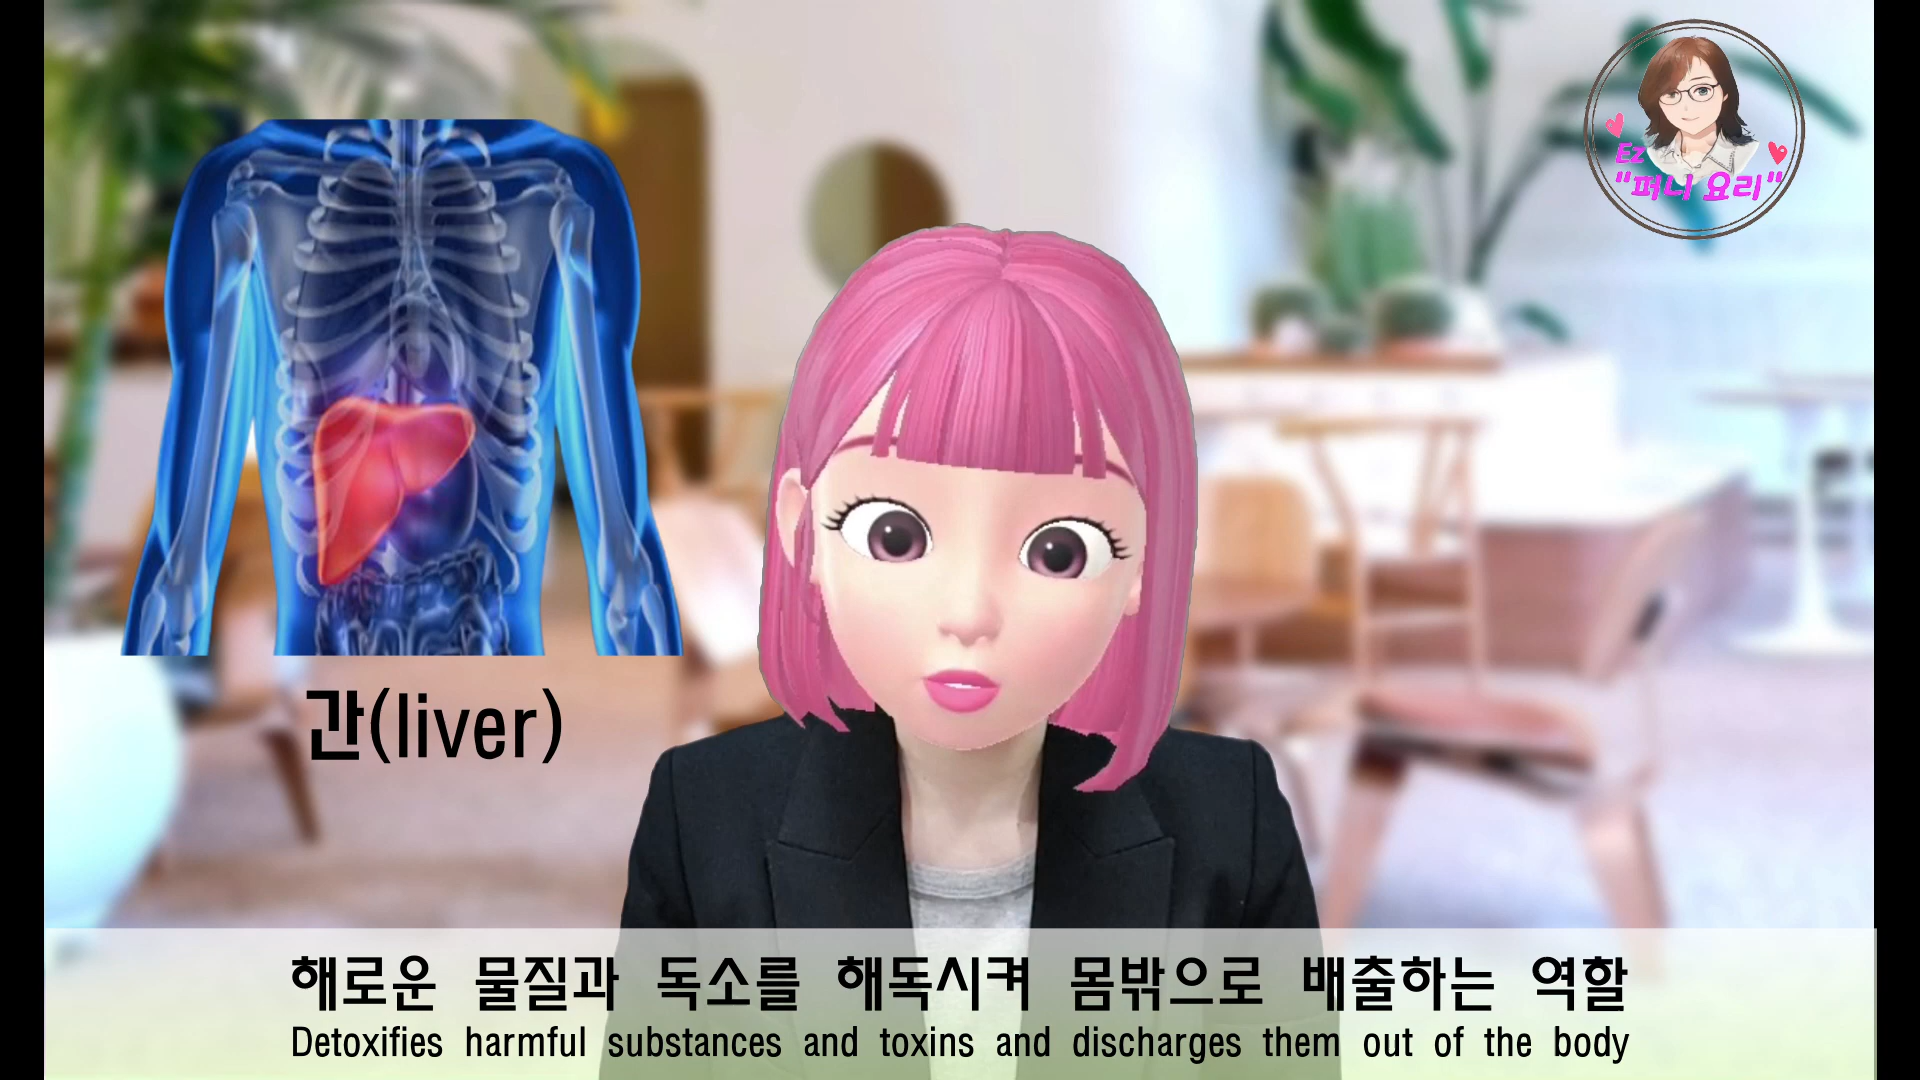 Ez
"퍼니 요리"
간(liver)
해로운 물질과 독소를 해독시켜 몸밖으로 배출하는 역할
Detoxifies harmful substances and toxins and discharges them out of the body